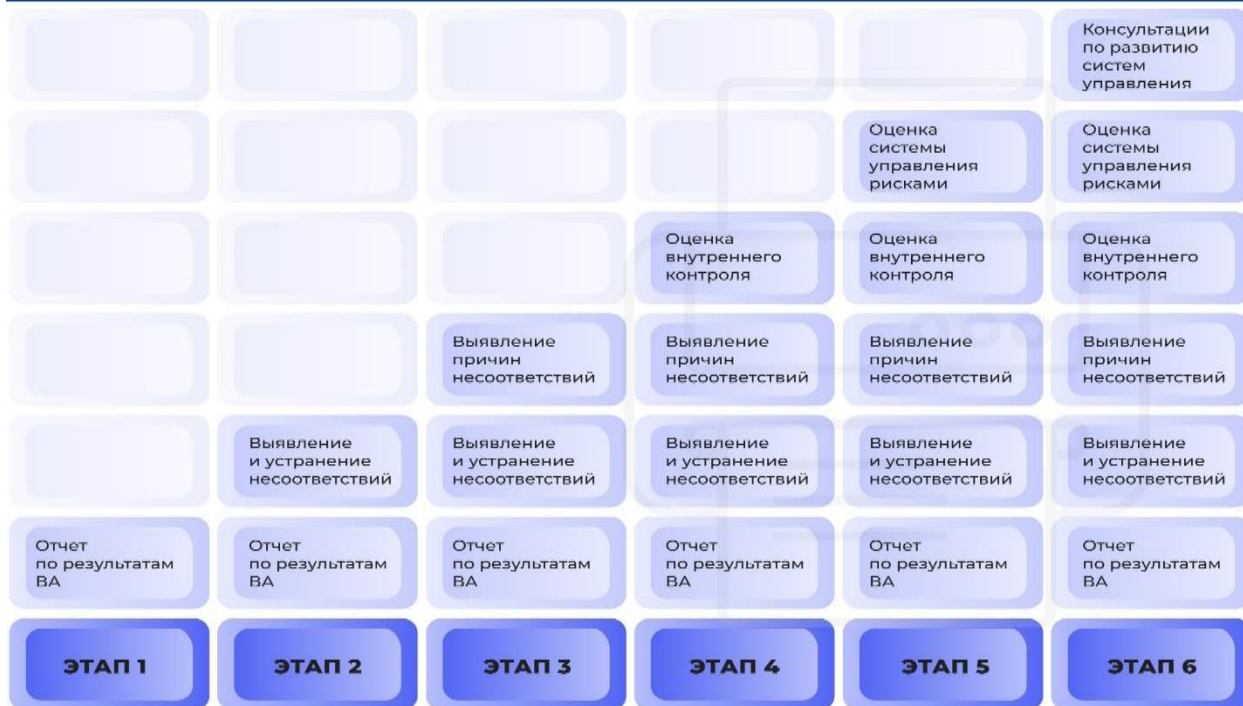 Консультации
по развитию
систем
управления
Оценка
системы
управления
рисками
Оценка
системы
управления
рисками
Оценка
внутреннего
контроля
Оценка
внутреннего
контроля
Оценка
внутреннего
контроля
Выявление
причин
несоответствий
Выявление
причин
несоответствий
Выявление
причин
несоответствий
Выявление
причин
несоответствий
Выявление
и устранение
несоответствий
Выявление
и устранение
несоответствий
Выявление
и устранение
несоответствий
Выявление
и устранение
несоответствий
Выявление
и устранение
несоответствий
Отчет
по результатам
ВА
Отчет
по результатам
ВА
Отчет
по результатам
ВА
Отчет
по результатам
ВА
Отчет
по результатам
ВА
Отчет
по результатам
ВА
ЭТАП 1
ЭТАП 2
ЭТАП 3
ЭТАП 4
ЭТАП 5
ЭТАП 6